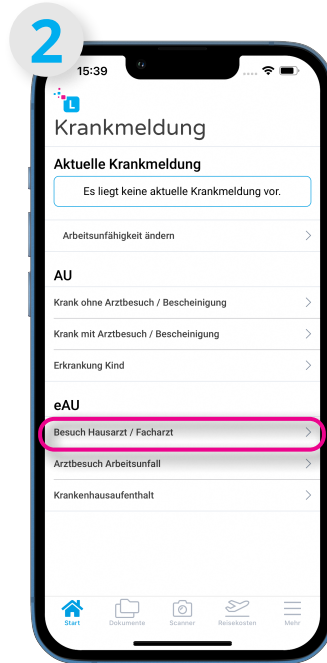 2
15:39
L
Krankmeldung
Aktuelle Krankmeldung
Es liegt keine aktuelle Krankmeldung vor.
Arbeitsunfähigkeit ändern
AU
Krank ohne Arztbesuch / Bescheinigung
Krank mit Arztbesuch / Bescheinigung
Erkrankung Kind
eAU
Besuch Hausarzt / Facharzt
Arztbesuch Arbeitsunfall
Krankenhausaufenthalt
Start Dokumente Scanner Reisekosten Mehr